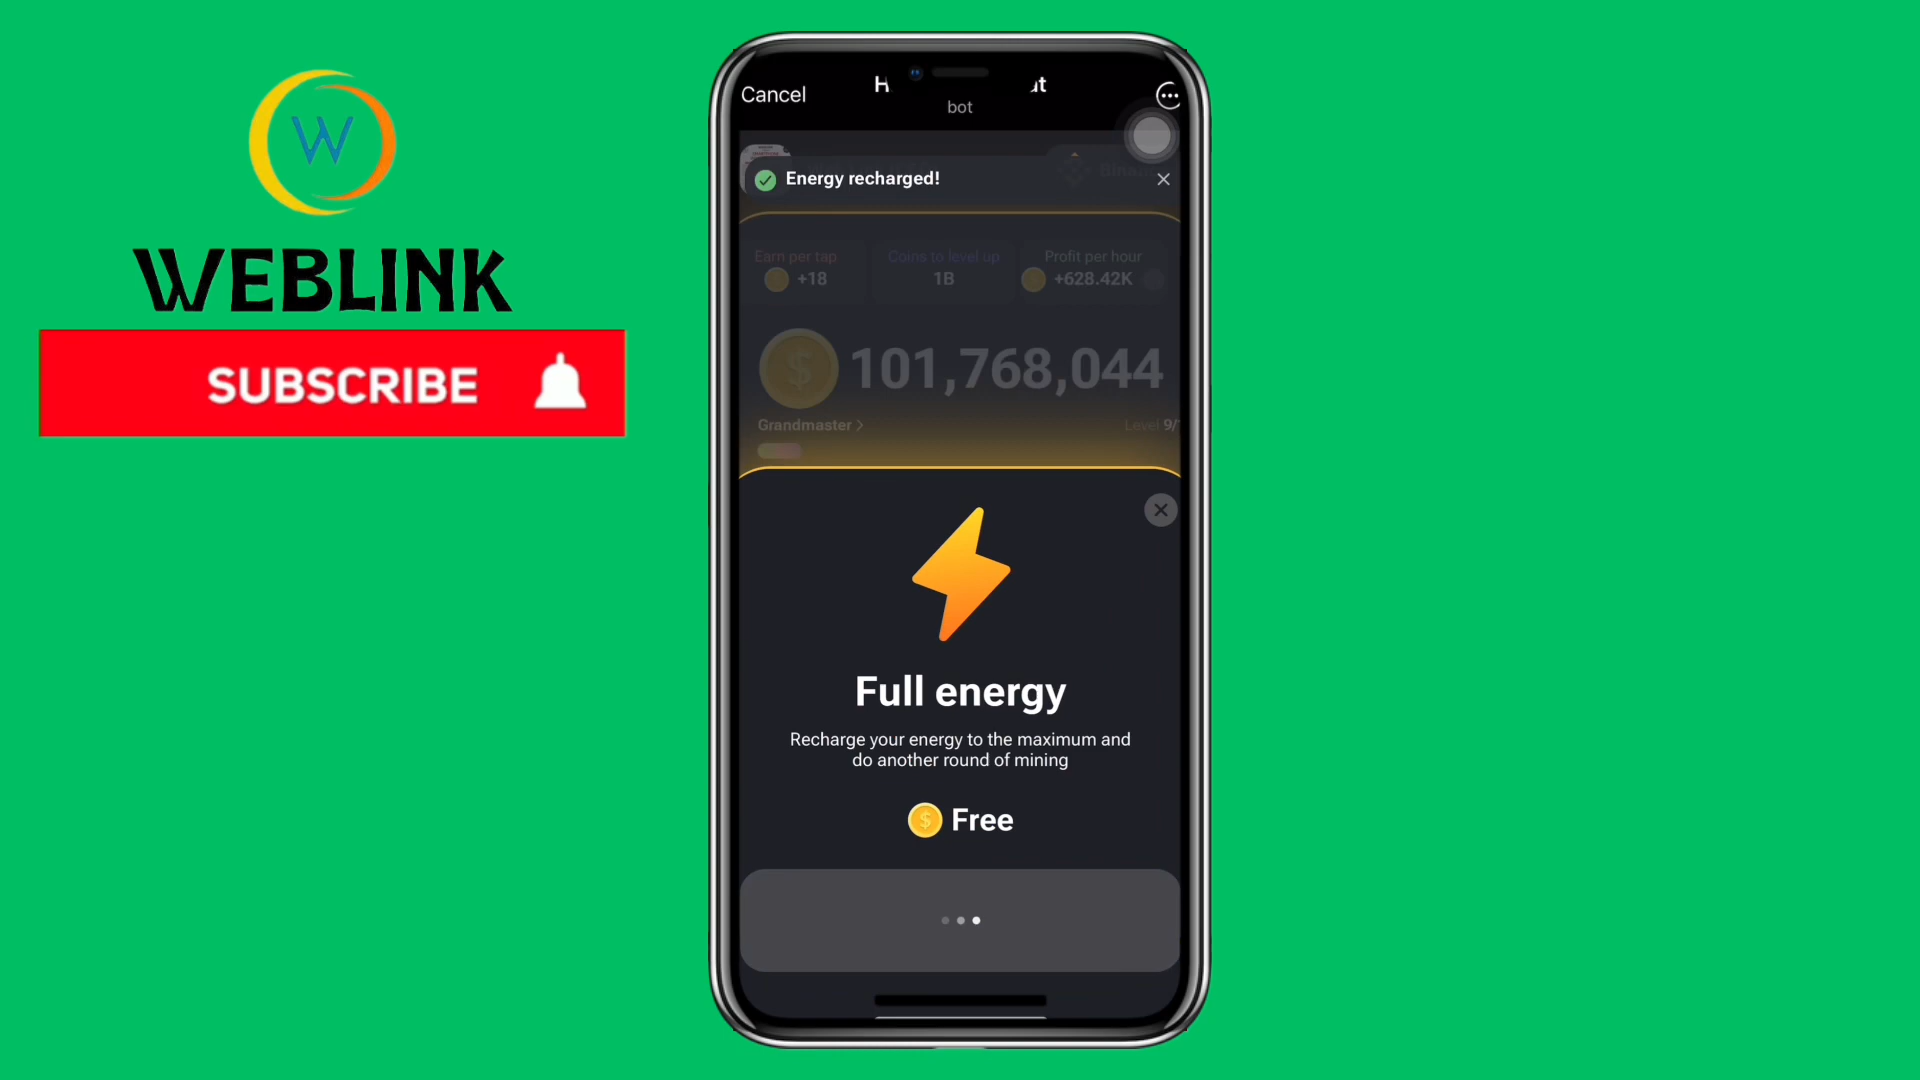 W
WEBLINK
SUBSCRIBE
Cancel
bot
Energy recharged!
Earn per tap
+18
Coins to level up
1B
Profit per hour
+628.42K
101,768,044
Grandmaster >
Level 9/
Full energy
Recharge your energy to the maximum and
do another round of mining
Free